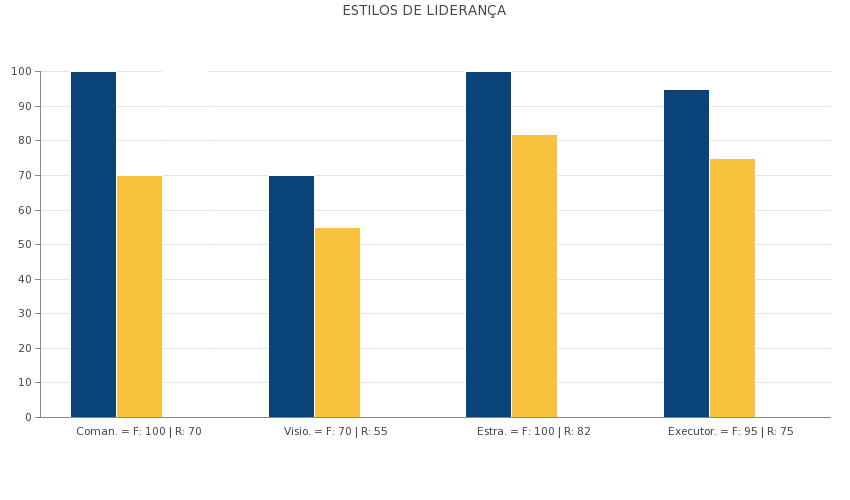 ESTILOS DE LIDERANÇA
100
90
80
70
60
50
40
30
20
10
0
Coman. = F: 100 | R: 70
Visio. = F: 70 | R: 55
Estra. = F: 100 | R: 82
Executor. = F: 95 | R: 75